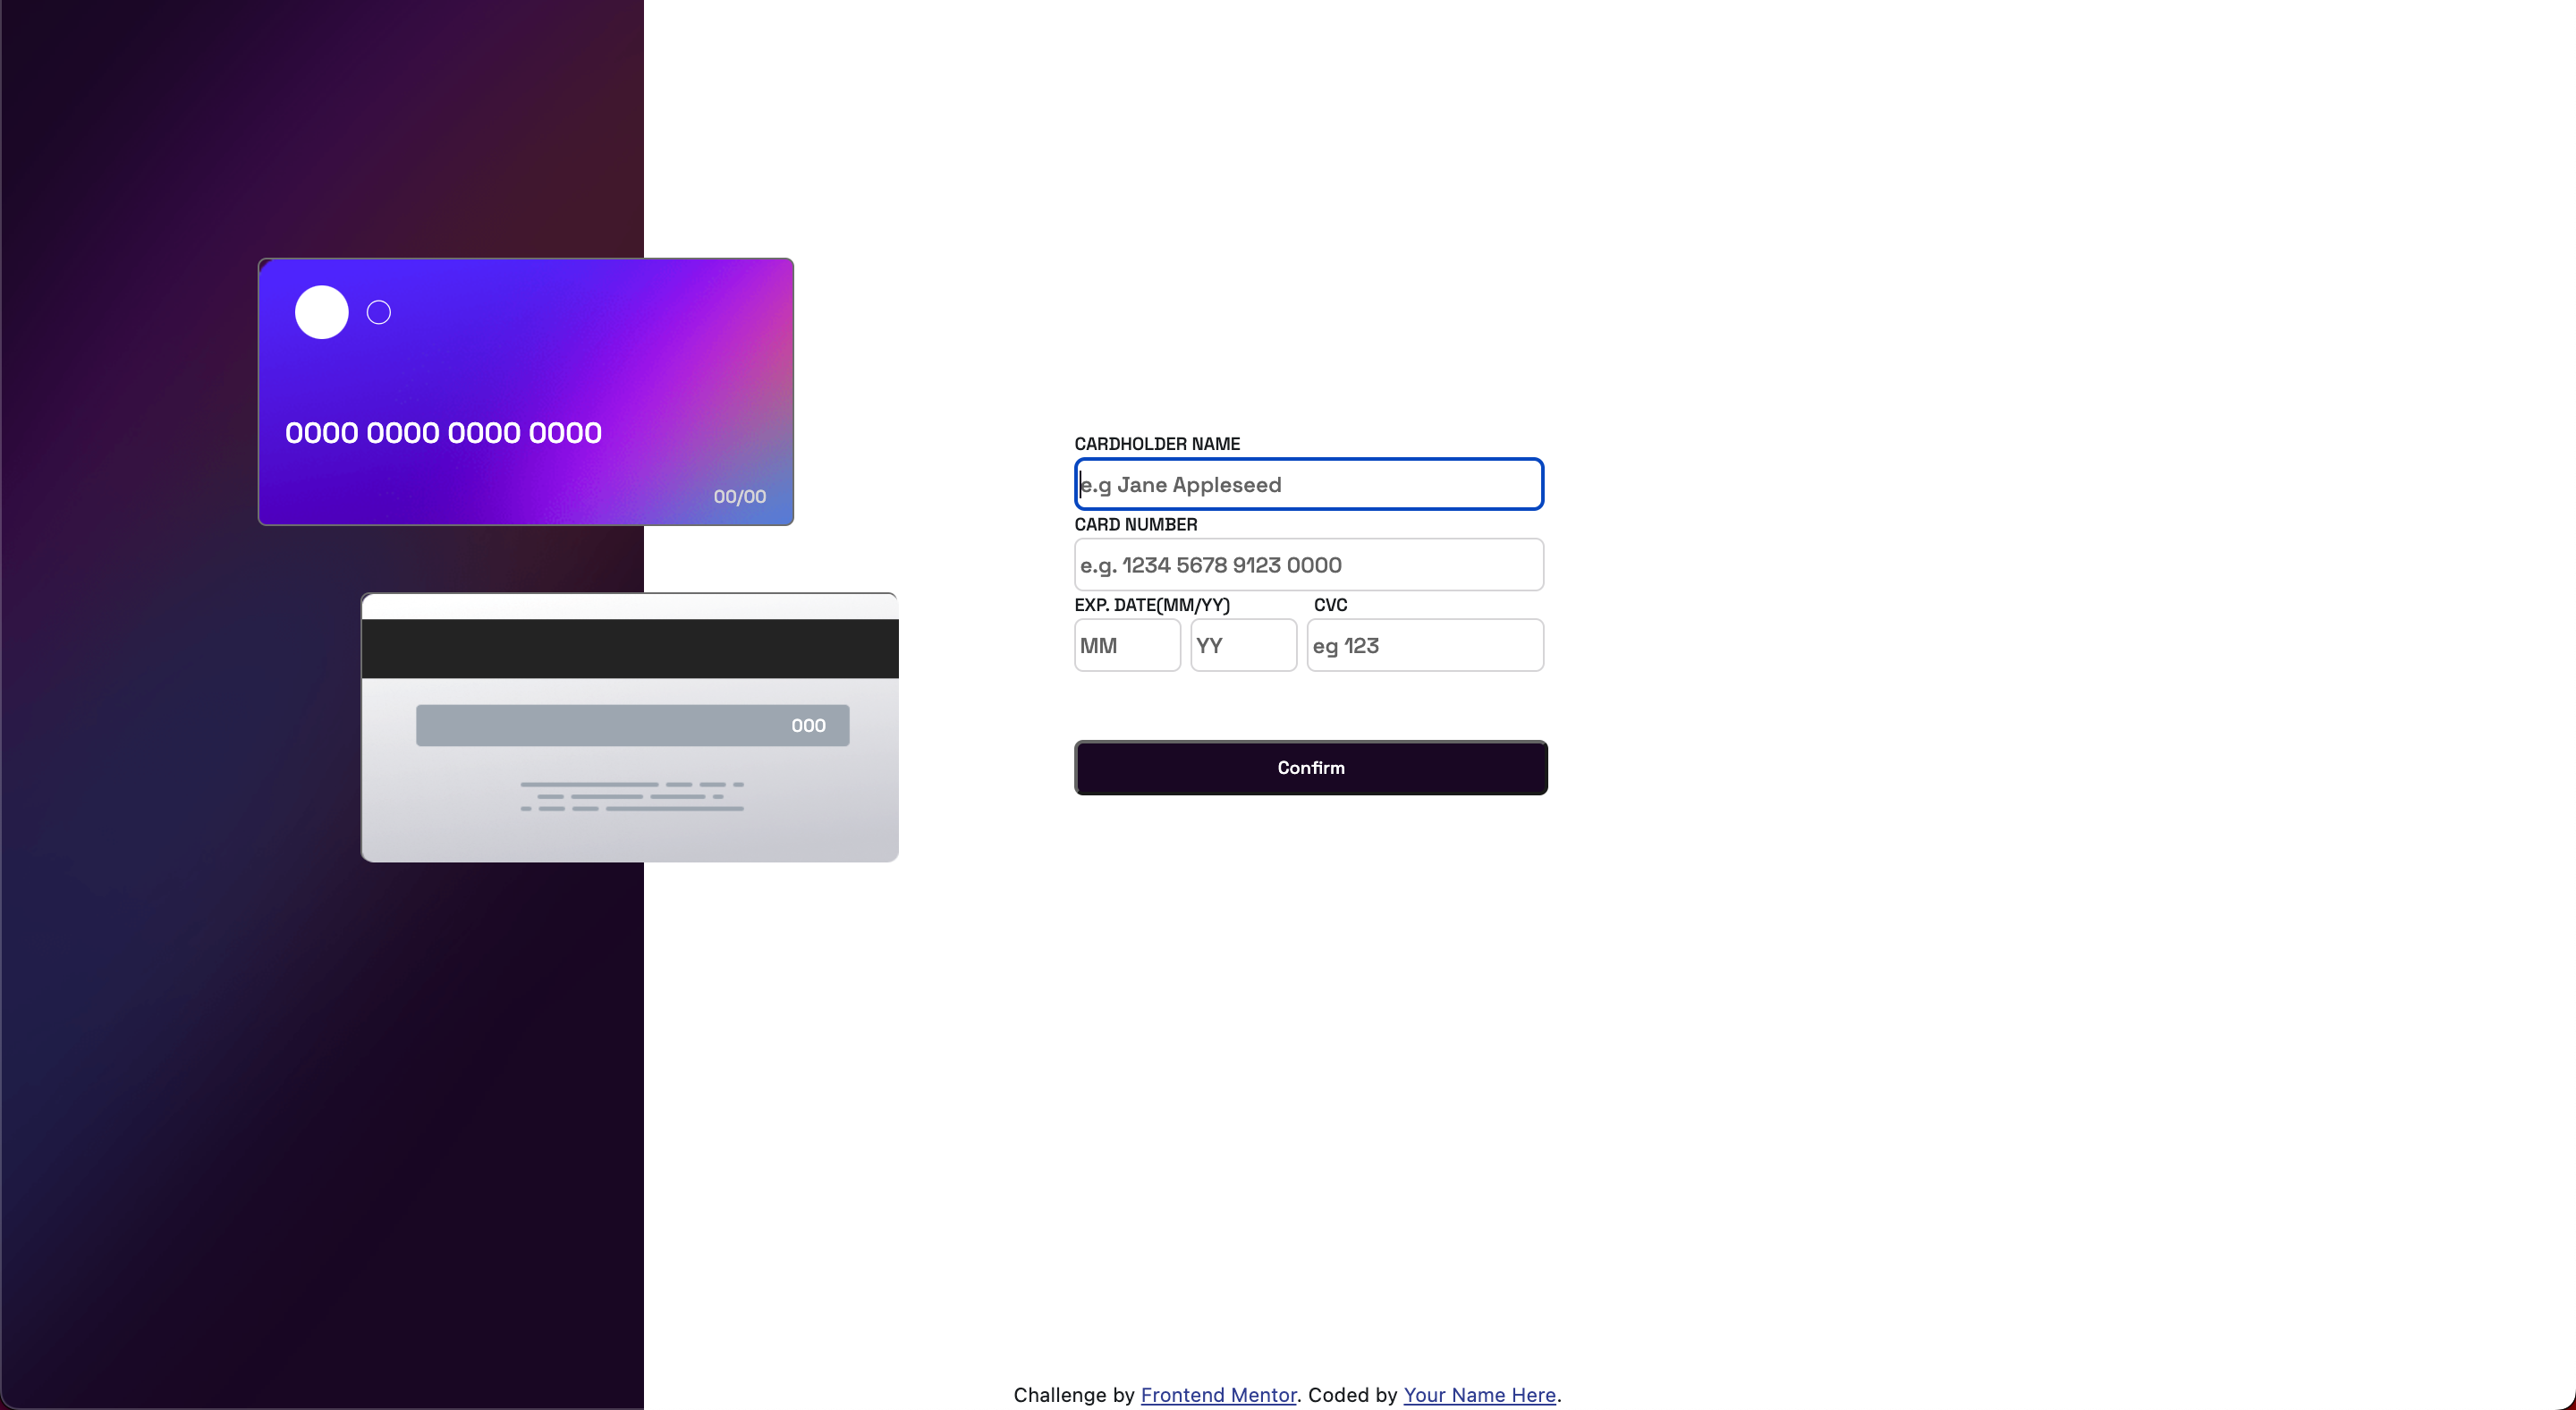 0000 0000 0000 0000
00/00
000
CARDHOLDER NAME
e.g Jane Appleseed
CARD NUMBER
e.g. 1234 5678 9123 0000
EXP. DATE(MM/YY) CVC
MM YY eg 123
Confirm
Challenge by Frontend Mentor. Coded by Your Name Here.